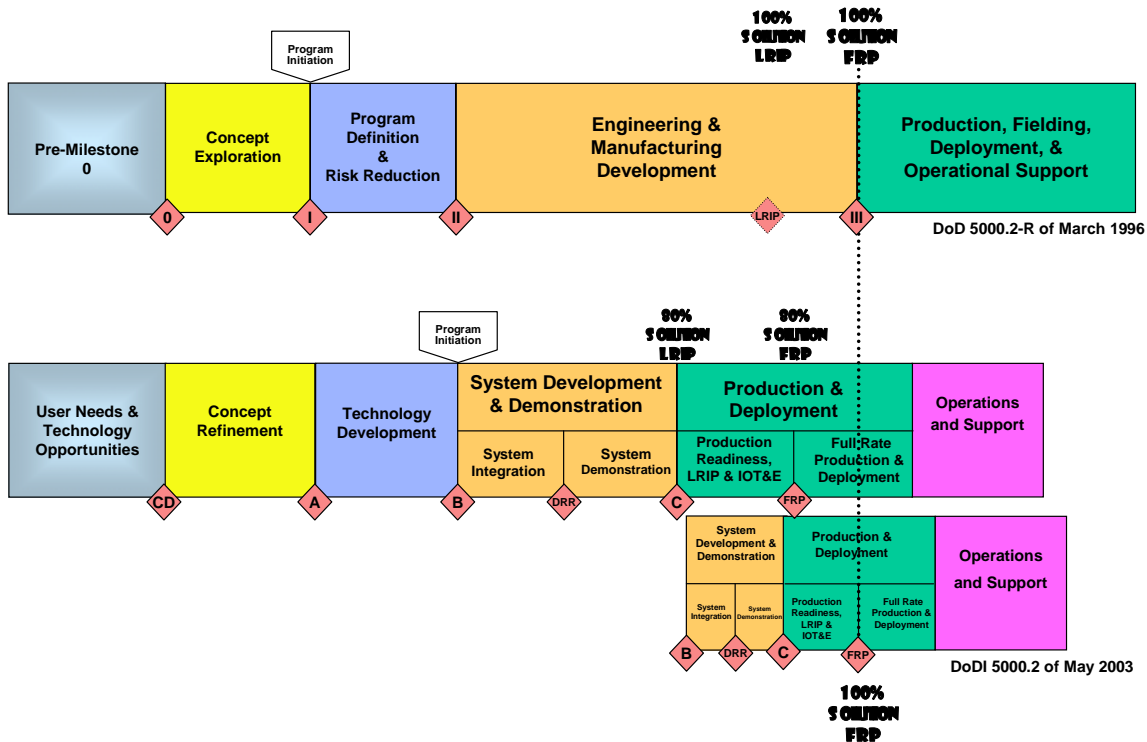 100%
S OLUTION
LRIP
100%
S OLUTION
FRP
Program
Initiation
Pre-Milestone
0
Concept
Exploration
Program
Definition
&
Risk Reduction
Engineering &
Manufacturing
Development
Production, Fielding,
Deployment, &
Operational Support
0
I
II
LRIP
III
DoD 5000.2-R of March 1996
Program
Initiation
80%
S OLUTION
LRIP
80%
S OLUTION
FRP
User Needs &
Technology
Opportunities
Concept
Refinement
Technology
Development
System Development
& Demonstration
System
Integration
System
Demonstration
Production &
Deployment
Production
Readiness,
LRIP & IOT&E
Full Rate
Production &
Deployment
Operations
and Support
CD
A
B
DRR
C
FRP
System
Development &
Demonstration
System
Integration
System
Demonstration
Production &
Deployment
Production
Readiness,
LRIP &
IOT&E
Full Rate
Production &
Deployment
Operations
and Support
B
DRR
C
FRP
DoDI 5000.2 of May 2003
100%
S OLUTION
FRP